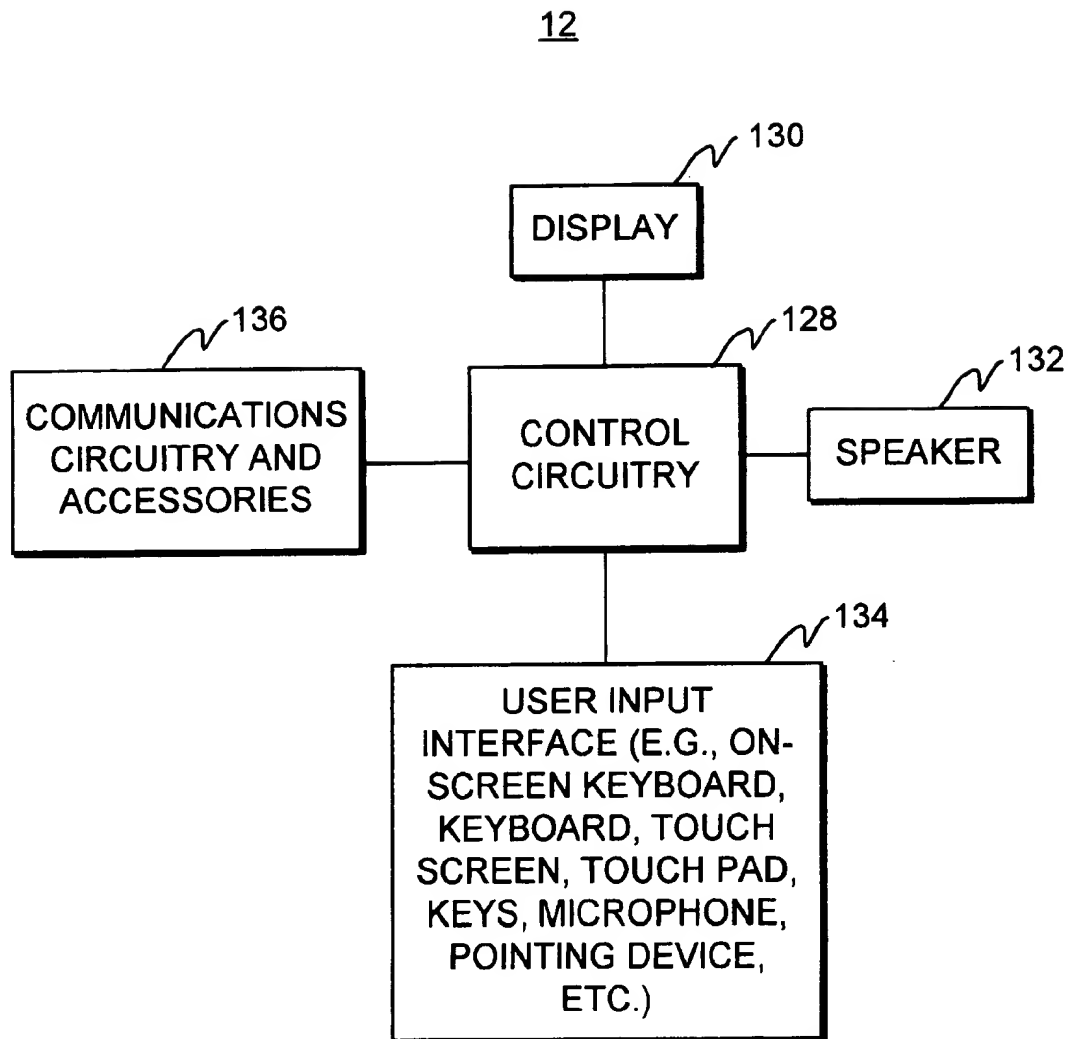 12
130
DISPLAY
136
128
132
COMMUNICATIONS
CIRCUITRY AND
ACCESSORIES
CONTROL
CIRCUITRY
SPEAKER
134
USER INPUT
INTERFACE (E.G., ON-
SCREEN KEYBOARD,
KEYBOARD, TOUCH
SCREEN, TOUCH PAD,
KEYS, MICROPHONE,
POINTING DEVICE,
ETC.)